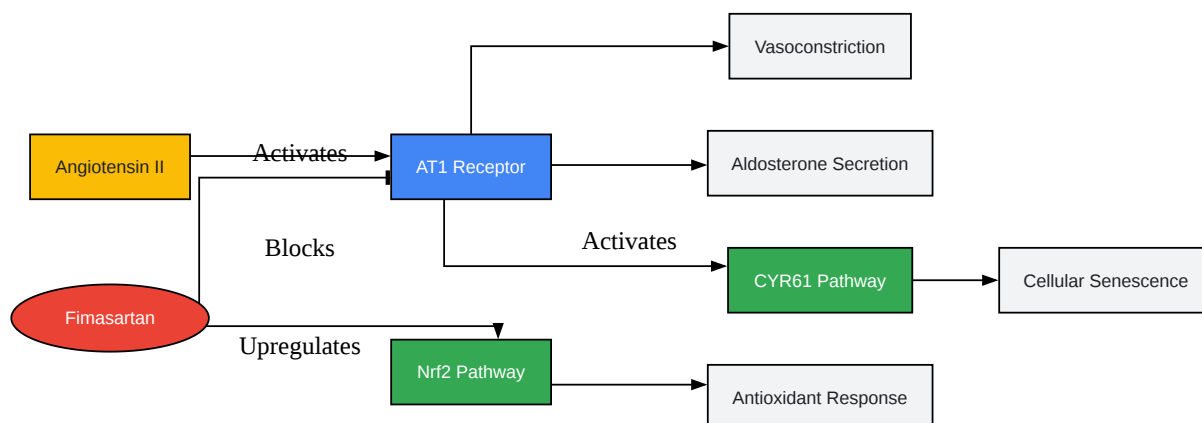 Vasoconstriction
Angiotensin II
Activates
AT1 Receptor
Aldosterone Secretion
Blocks
Activates
CYR61 Pathway
Cellular Senescence
Fimasartan
Upregulates
Nrf2 Pathway
Antioxidant Response